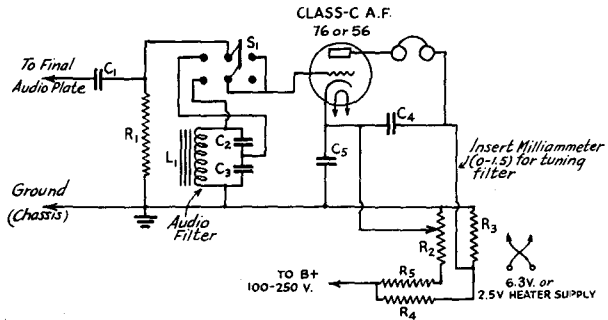 CLASS-C A.F.
76 or 56
S1
To Final
Audio Plate
C1
R1
L1
C2
C3
C4
C5
Insert Milliammeter
(0-1.5) for tuning
filter
Ground
(Chassis)
Audio
Filter
R2
R3
TO B+
100-250 V.
R5
R4
6.3V. or
2.5V HEATER SUPPLY